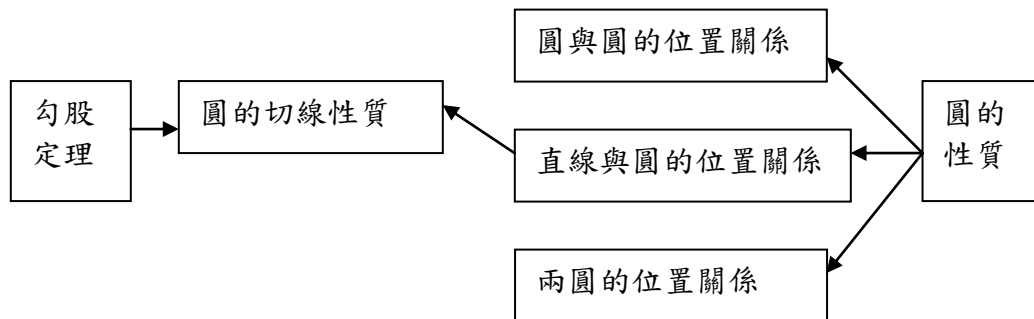 圓與圓的位置關係
勾股
定理
圓的切線性質
圓的
性質
直線與圓的位置關係
兩圓的位置關係